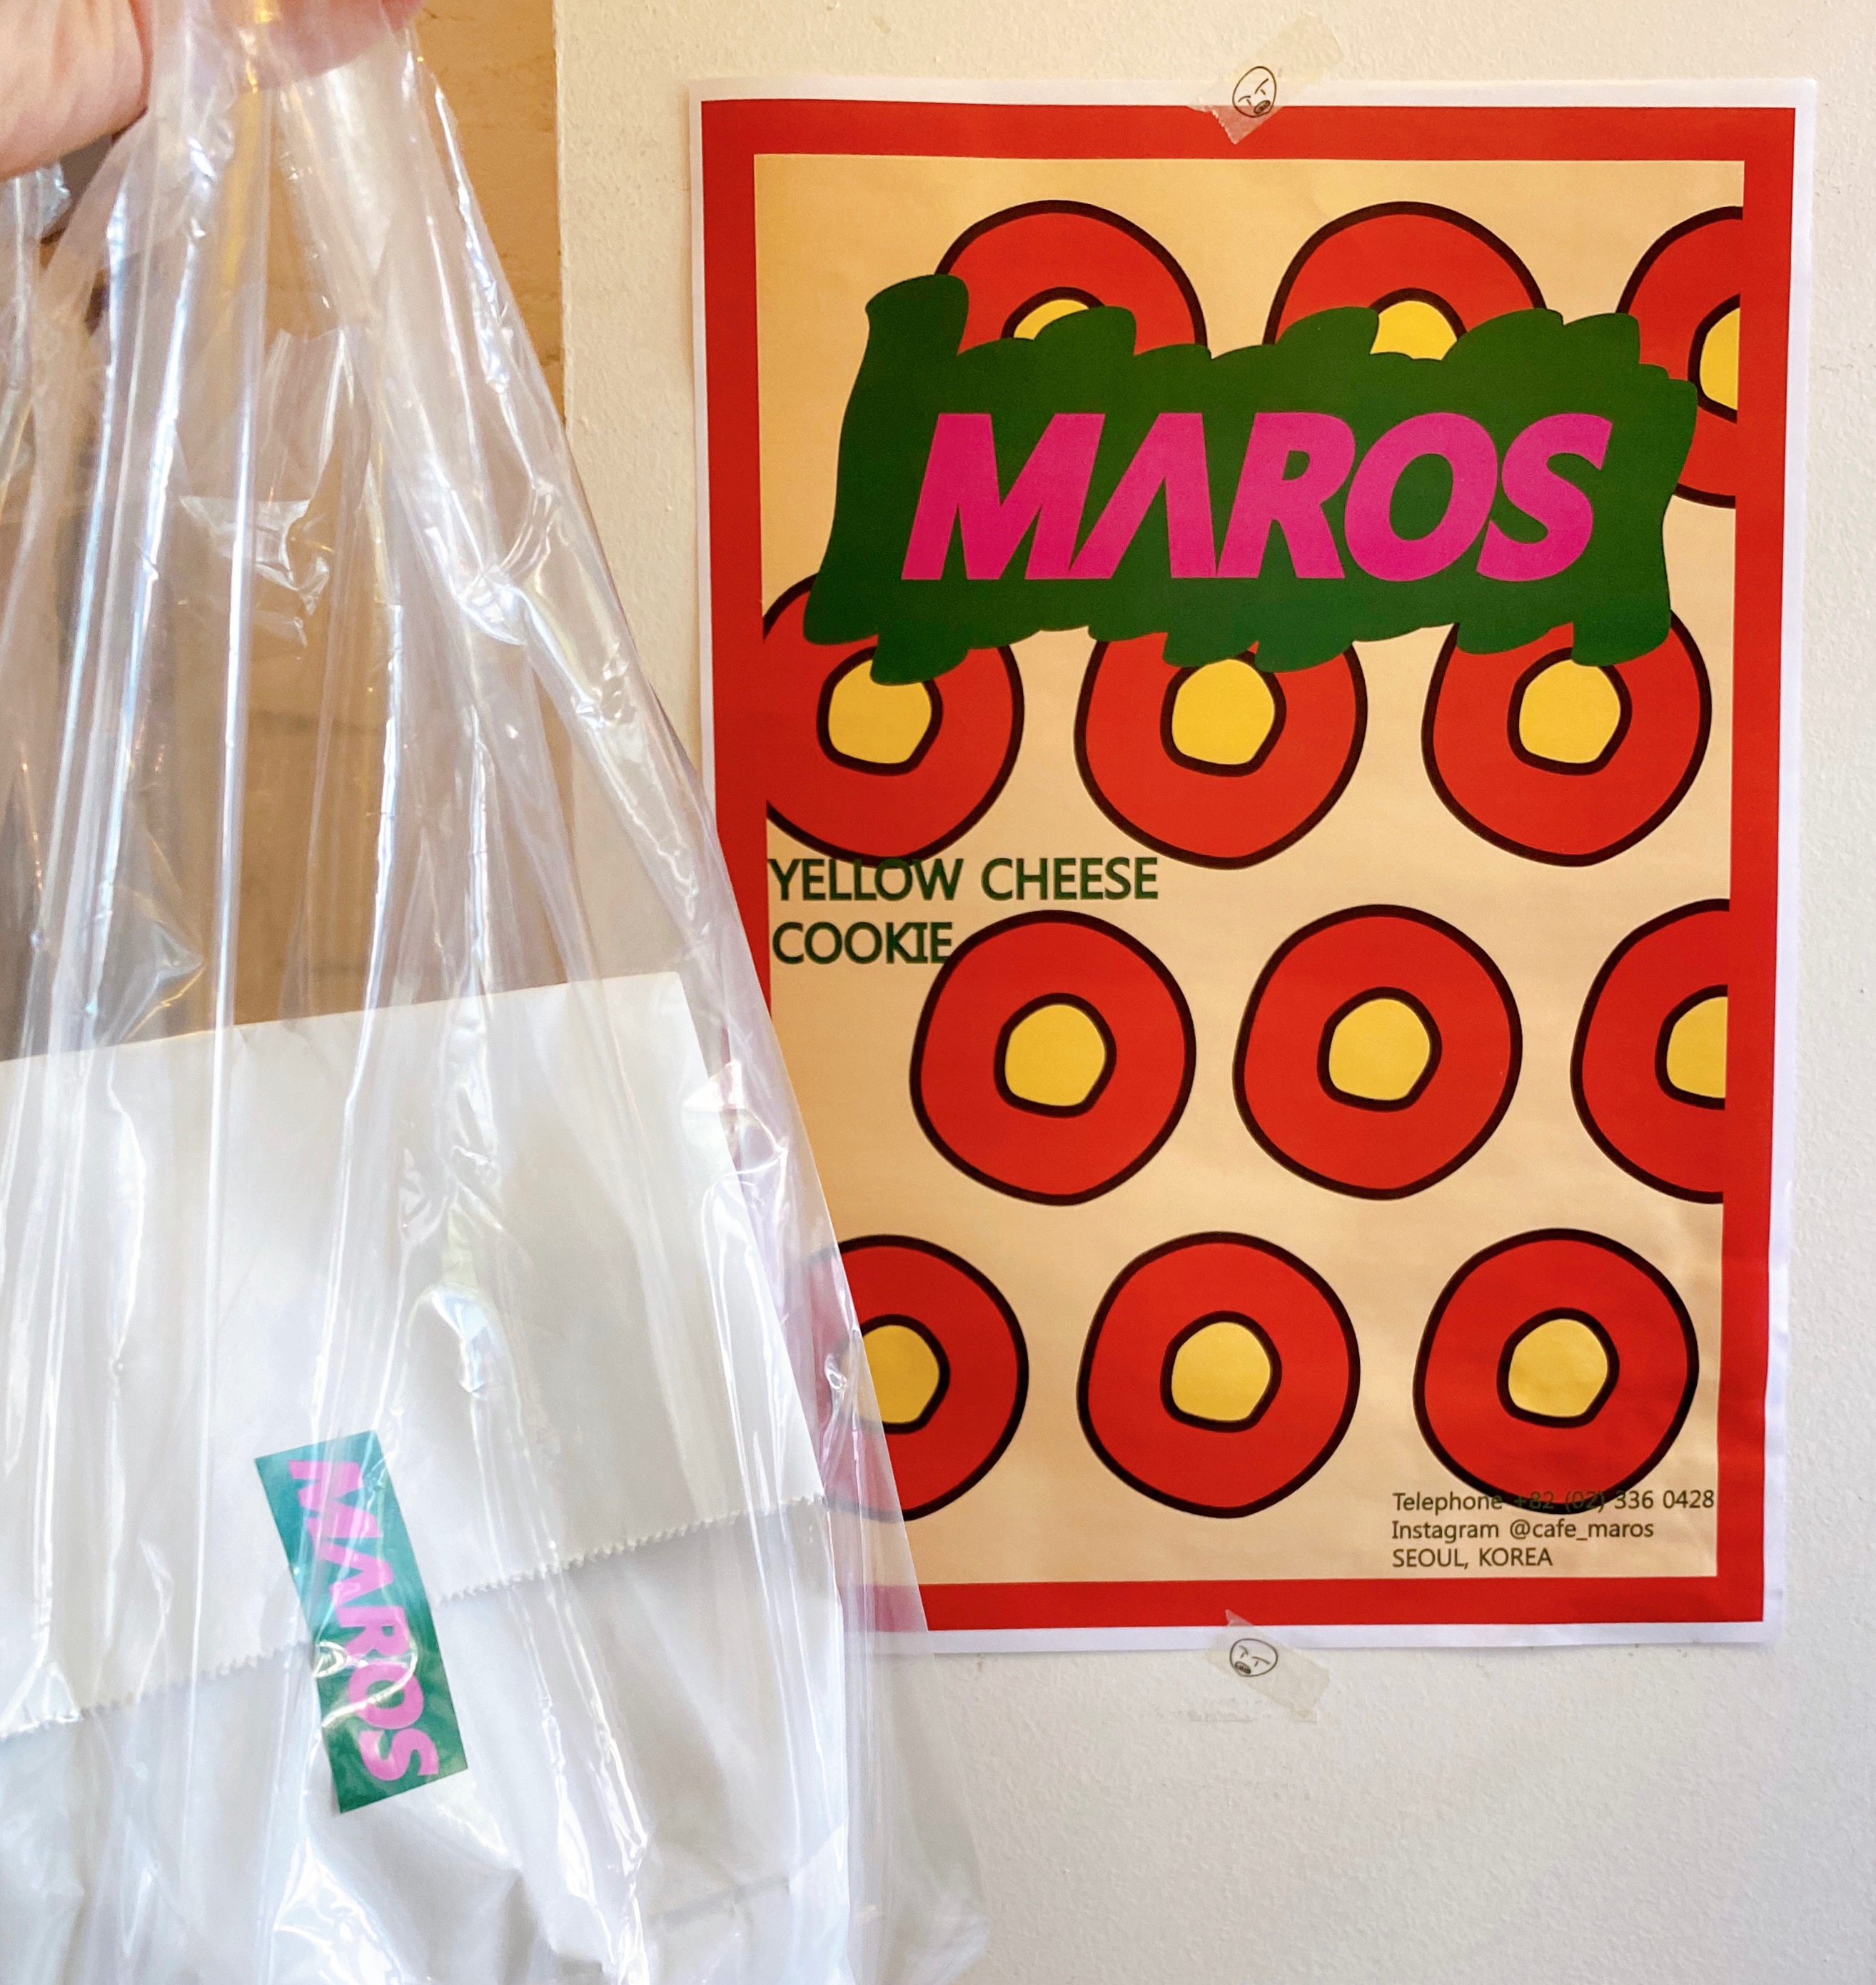 MAROS
YELLOW CHEESE
COOKIE
Telephone +82 (02) 336 0428
Instagram @cafe_maros
SEOUL, KOREA
MAROS